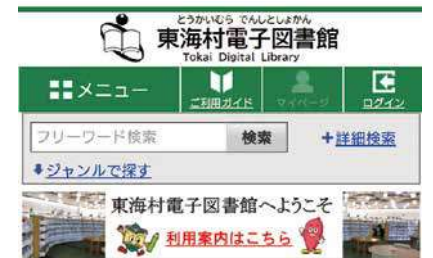 とうかいむら でんしとしょかん
東海村電子図書館
Tokai Digital Library
メニュー
ご利用ガイド
マイページ
ログイン
フリーワード検索
検索
+詳細検索
ジャンルで探す
東海村電子図書館へようこそ
利用案内はこちら